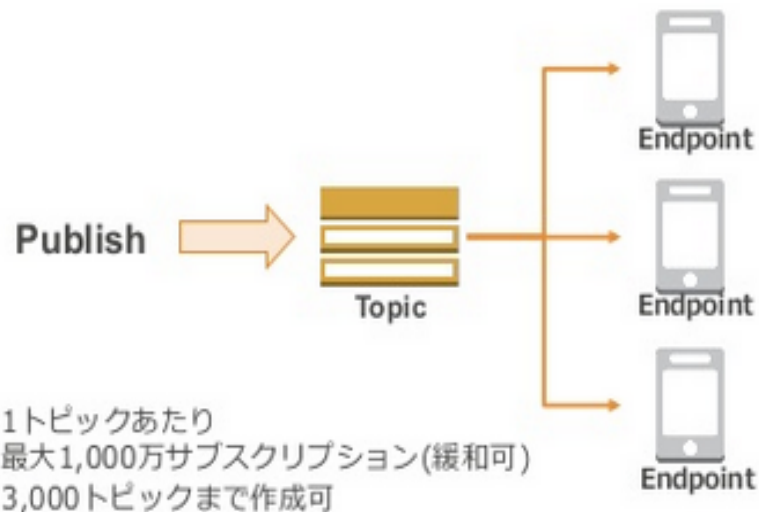 Endpoint
Publish
Topic
Endpoint
Endpoint
1トピックあたり
最大1,000万サブスクリプション(緩和可)
3,000トピックまで作成可